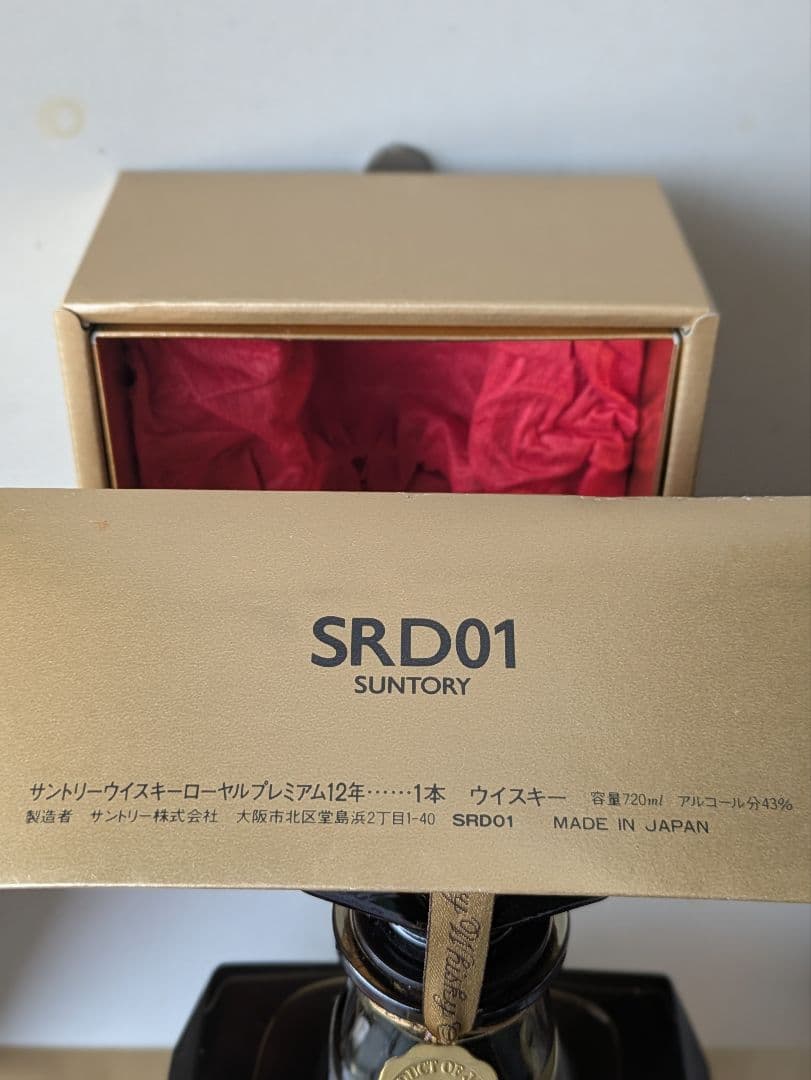 SRD01
SUNTORY
サントリーウイスキーローヤルプレミアム12年……1本 ウイスキー 容量720ml アルコール分43%
製造者 サントリー株式会社 大阪市北区堂島浜2丁目1-40 SRD01 MADE IN JAPAN
Whisky